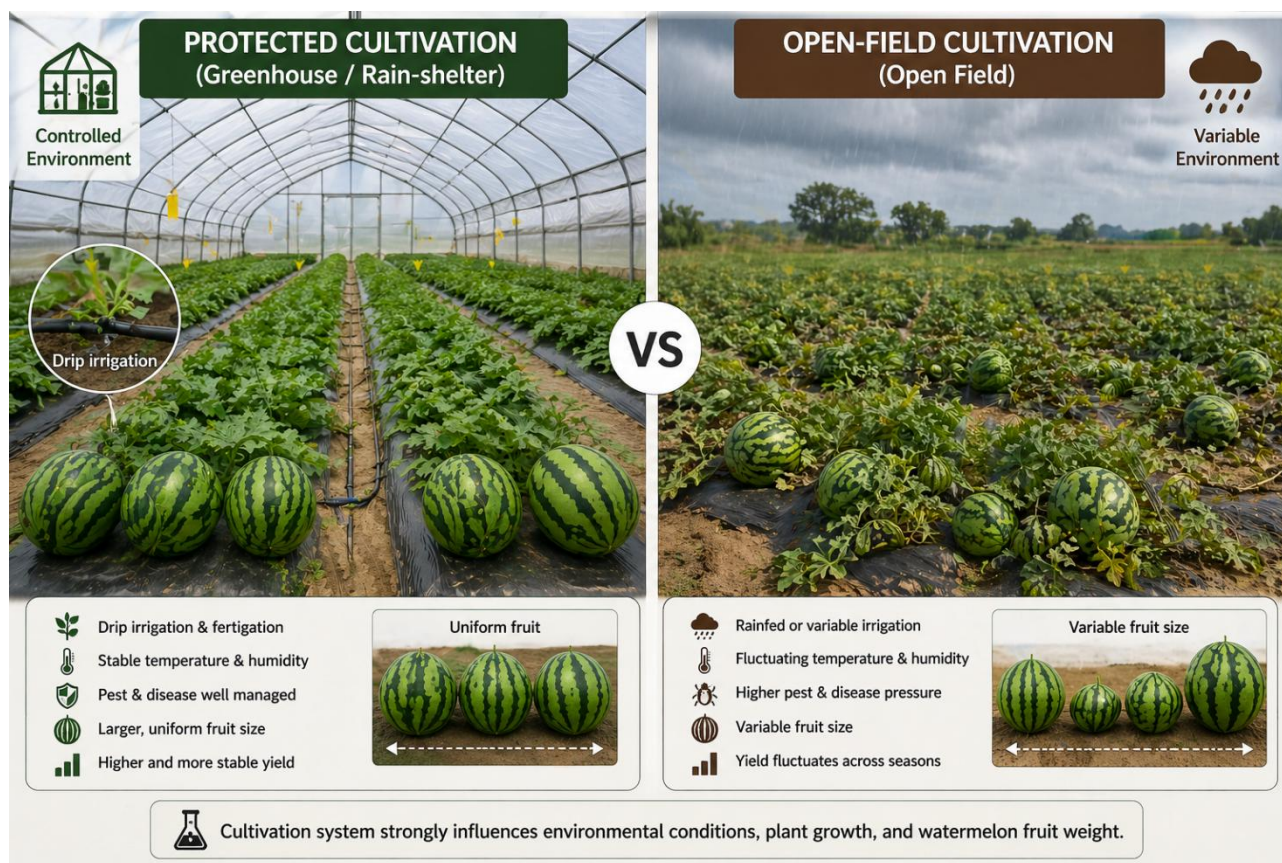 PROTECTED CULTIVATION
(Greenhouse / Rain-shelter)
Controlled
Environment
Drip irrigation
VS
OPEN-FIELD CULTIVATION
(Open Field)
Variable
Environment
Drip irrigation & fertigation
Stable temperature & humidity
Pest & disease well managed
Larger, uniform fruit size
Higher and more stable yield
Uniform fruit
Rainfed or variable irrigation
Fluctuating temperature & humidity
Higher pest & disease pressure
Variable fruit size
Yield fluctuates across seasons
Variable fruit size
Cultivation system strongly influences environmental conditions, plant growth, and watermelon fruit weight.